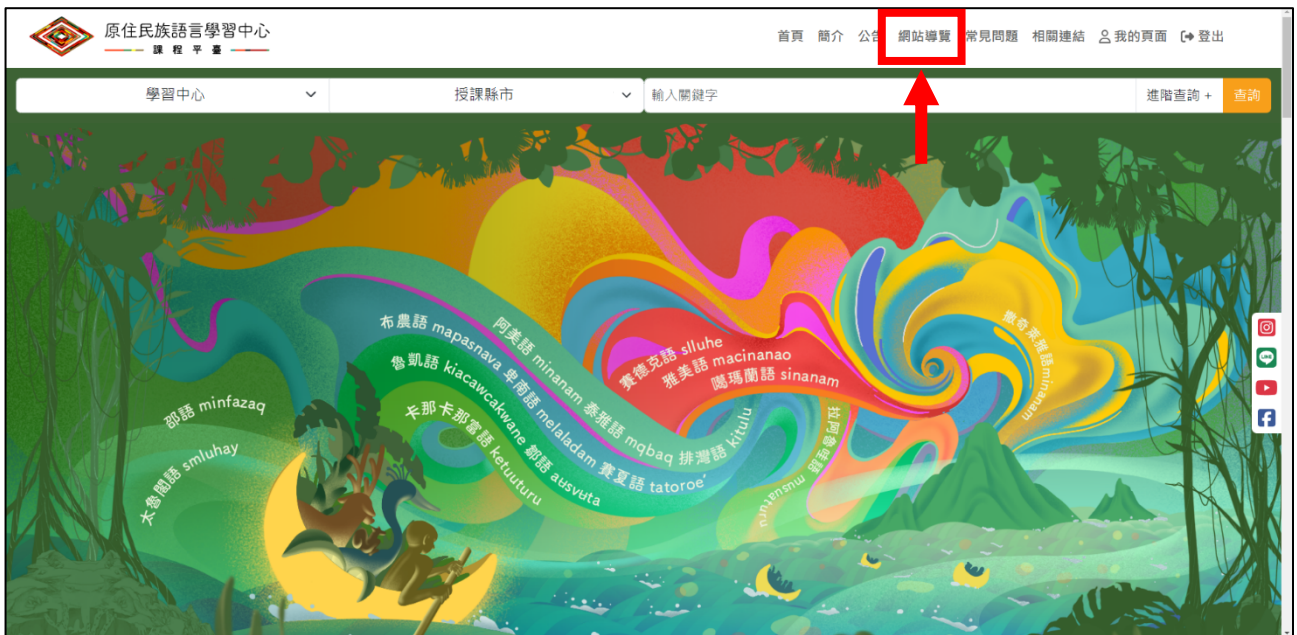 原住民族語言學習中心
課程平臺
首頁 簡介 公告 網站導覽 常見問題 相關連結 我的頁面 登出
學習中心 授課縣市 輸入關鍵字 進階查詢 + 查詢
布農語 mapasnava 卑南語 melaladam 賽夏語 tatoroe'
阿美語 minanam 泰雅語 mqbaq 排灣語 kitulu
賽德克語 slluhe
雅美語 macinanao
噶瑪蘭語 sinanam
撒奇萊雅語 minanam
魯凱語 kiacawcakwane 鄒語 aʉsvʉta
卡那卡那富語 ketuuturu
拉阿魯哇語 musuaturu
邵語 minfazaq
太魯閣語 smluhay
LINE